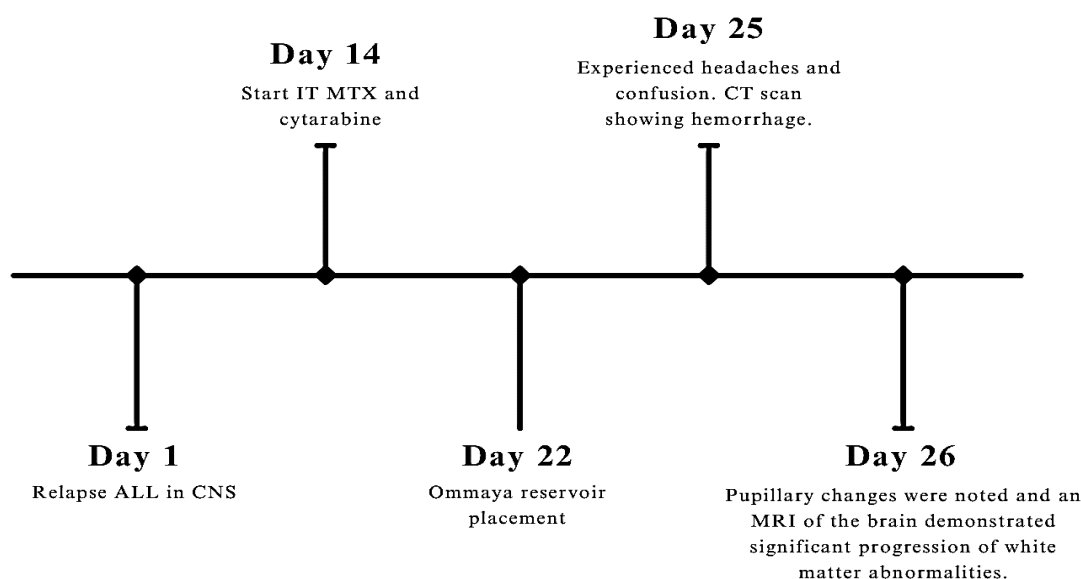 Day 14
Start IT MTX and
cytarabine
Day 25
Experienced headaches and
confusion. CT scan
showing hemorrhage.
Day 1
Relapse ALL in CNS
Day 22
Ommaya reservoir
placement
Day 26
Pupillary changes were noted and an
MRI of the brain demonstrated
significant progression of white
matter abnormalities.